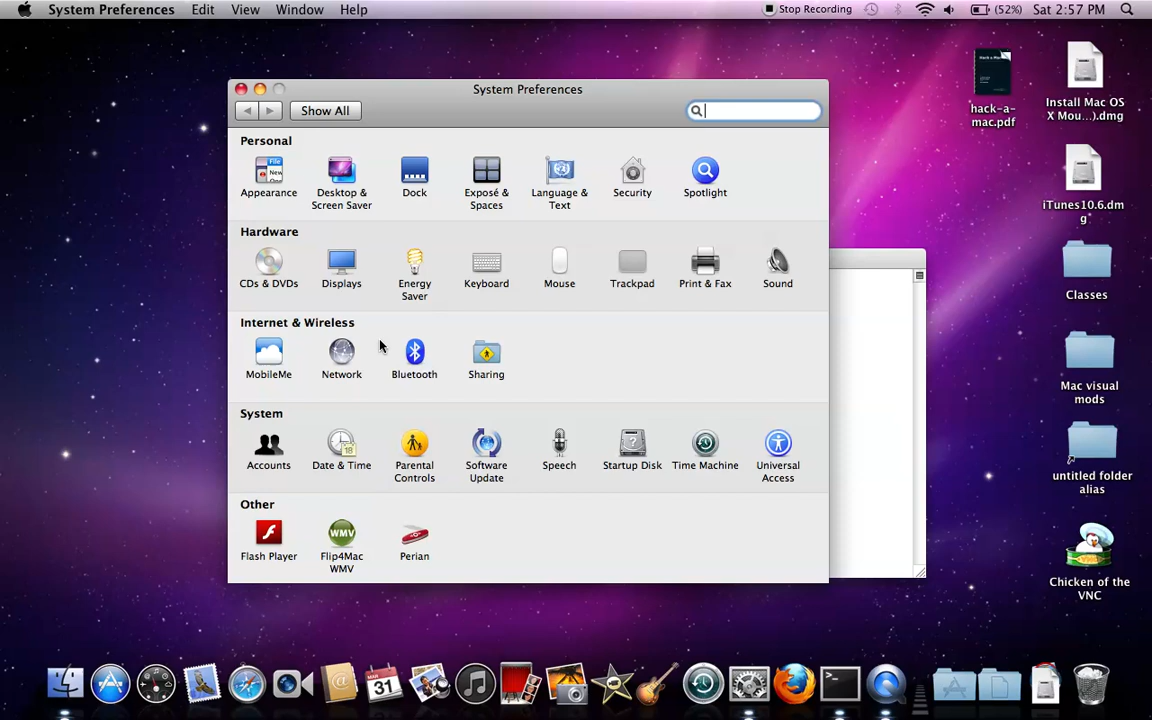 System Preferences Edit View Window Help Stop Recording (52%) Sat 2:57 PM
System Preferences
Show All
Personal
Appearance
Desktop &
Screen Saver
Dock
Exposé &
Spaces
Language &
Text
Security
Spotlight
Hardware
CDs & DVDs
Displays
Energy
Saver
Keyboard
Mouse
Trackpad
Print & Fax
Sound
Internet & Wireless
MobileMe
Network
Bluetooth
Sharing
System
Accounts
Date & Time
Parental
Controls
Software
Update
Speech
Startup Disk
Time Machine
Universal
Access
Other
Flash Player
WMV
Flip4Mac
WMV
Perian
hack-a-
mac.pdf
Install Mac OS
X Mou...).dmg
iTunes10.6.dm
g
Classes
Mac visual
mods
untitled folder
alias
Chicken of the
VNC
31